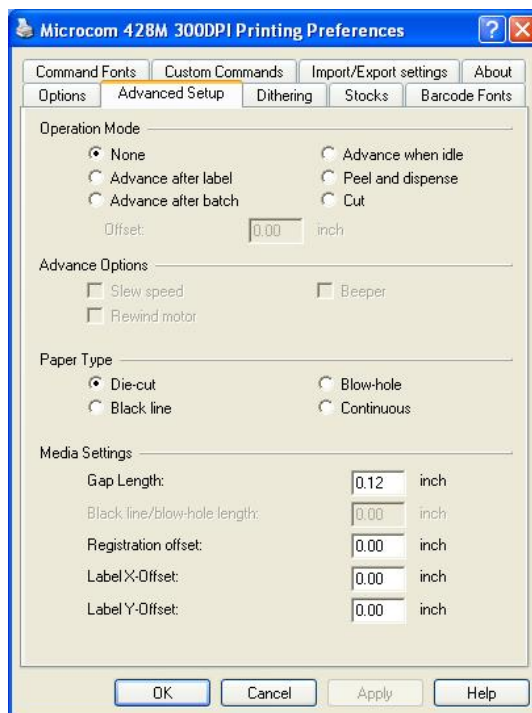 Microcom 428M 300DPI Printing Preferences
Command Fonts Custom Commands Import/Export settings About
Options Advanced Setup Dithering Stocks Barcode Fonts
Operation Mode
None Advance when idle
Advance after label Peel and dispense
Advance after batch Cut
Offset: 0.00 inch
Advance Options
Slew speed Beeper
Rewind motor
Paper Type
Die-cut Blow-hole
Black line Continuous
Media Settings
Gap Length: 0.12 inch
Black line/blow-hole length: 0.00 inch
Registration offset: 0.00 inch
Label X-Offset: 0.00 inch
Label Y-Offset: 0.00 inch
OK Cancel Apply Help